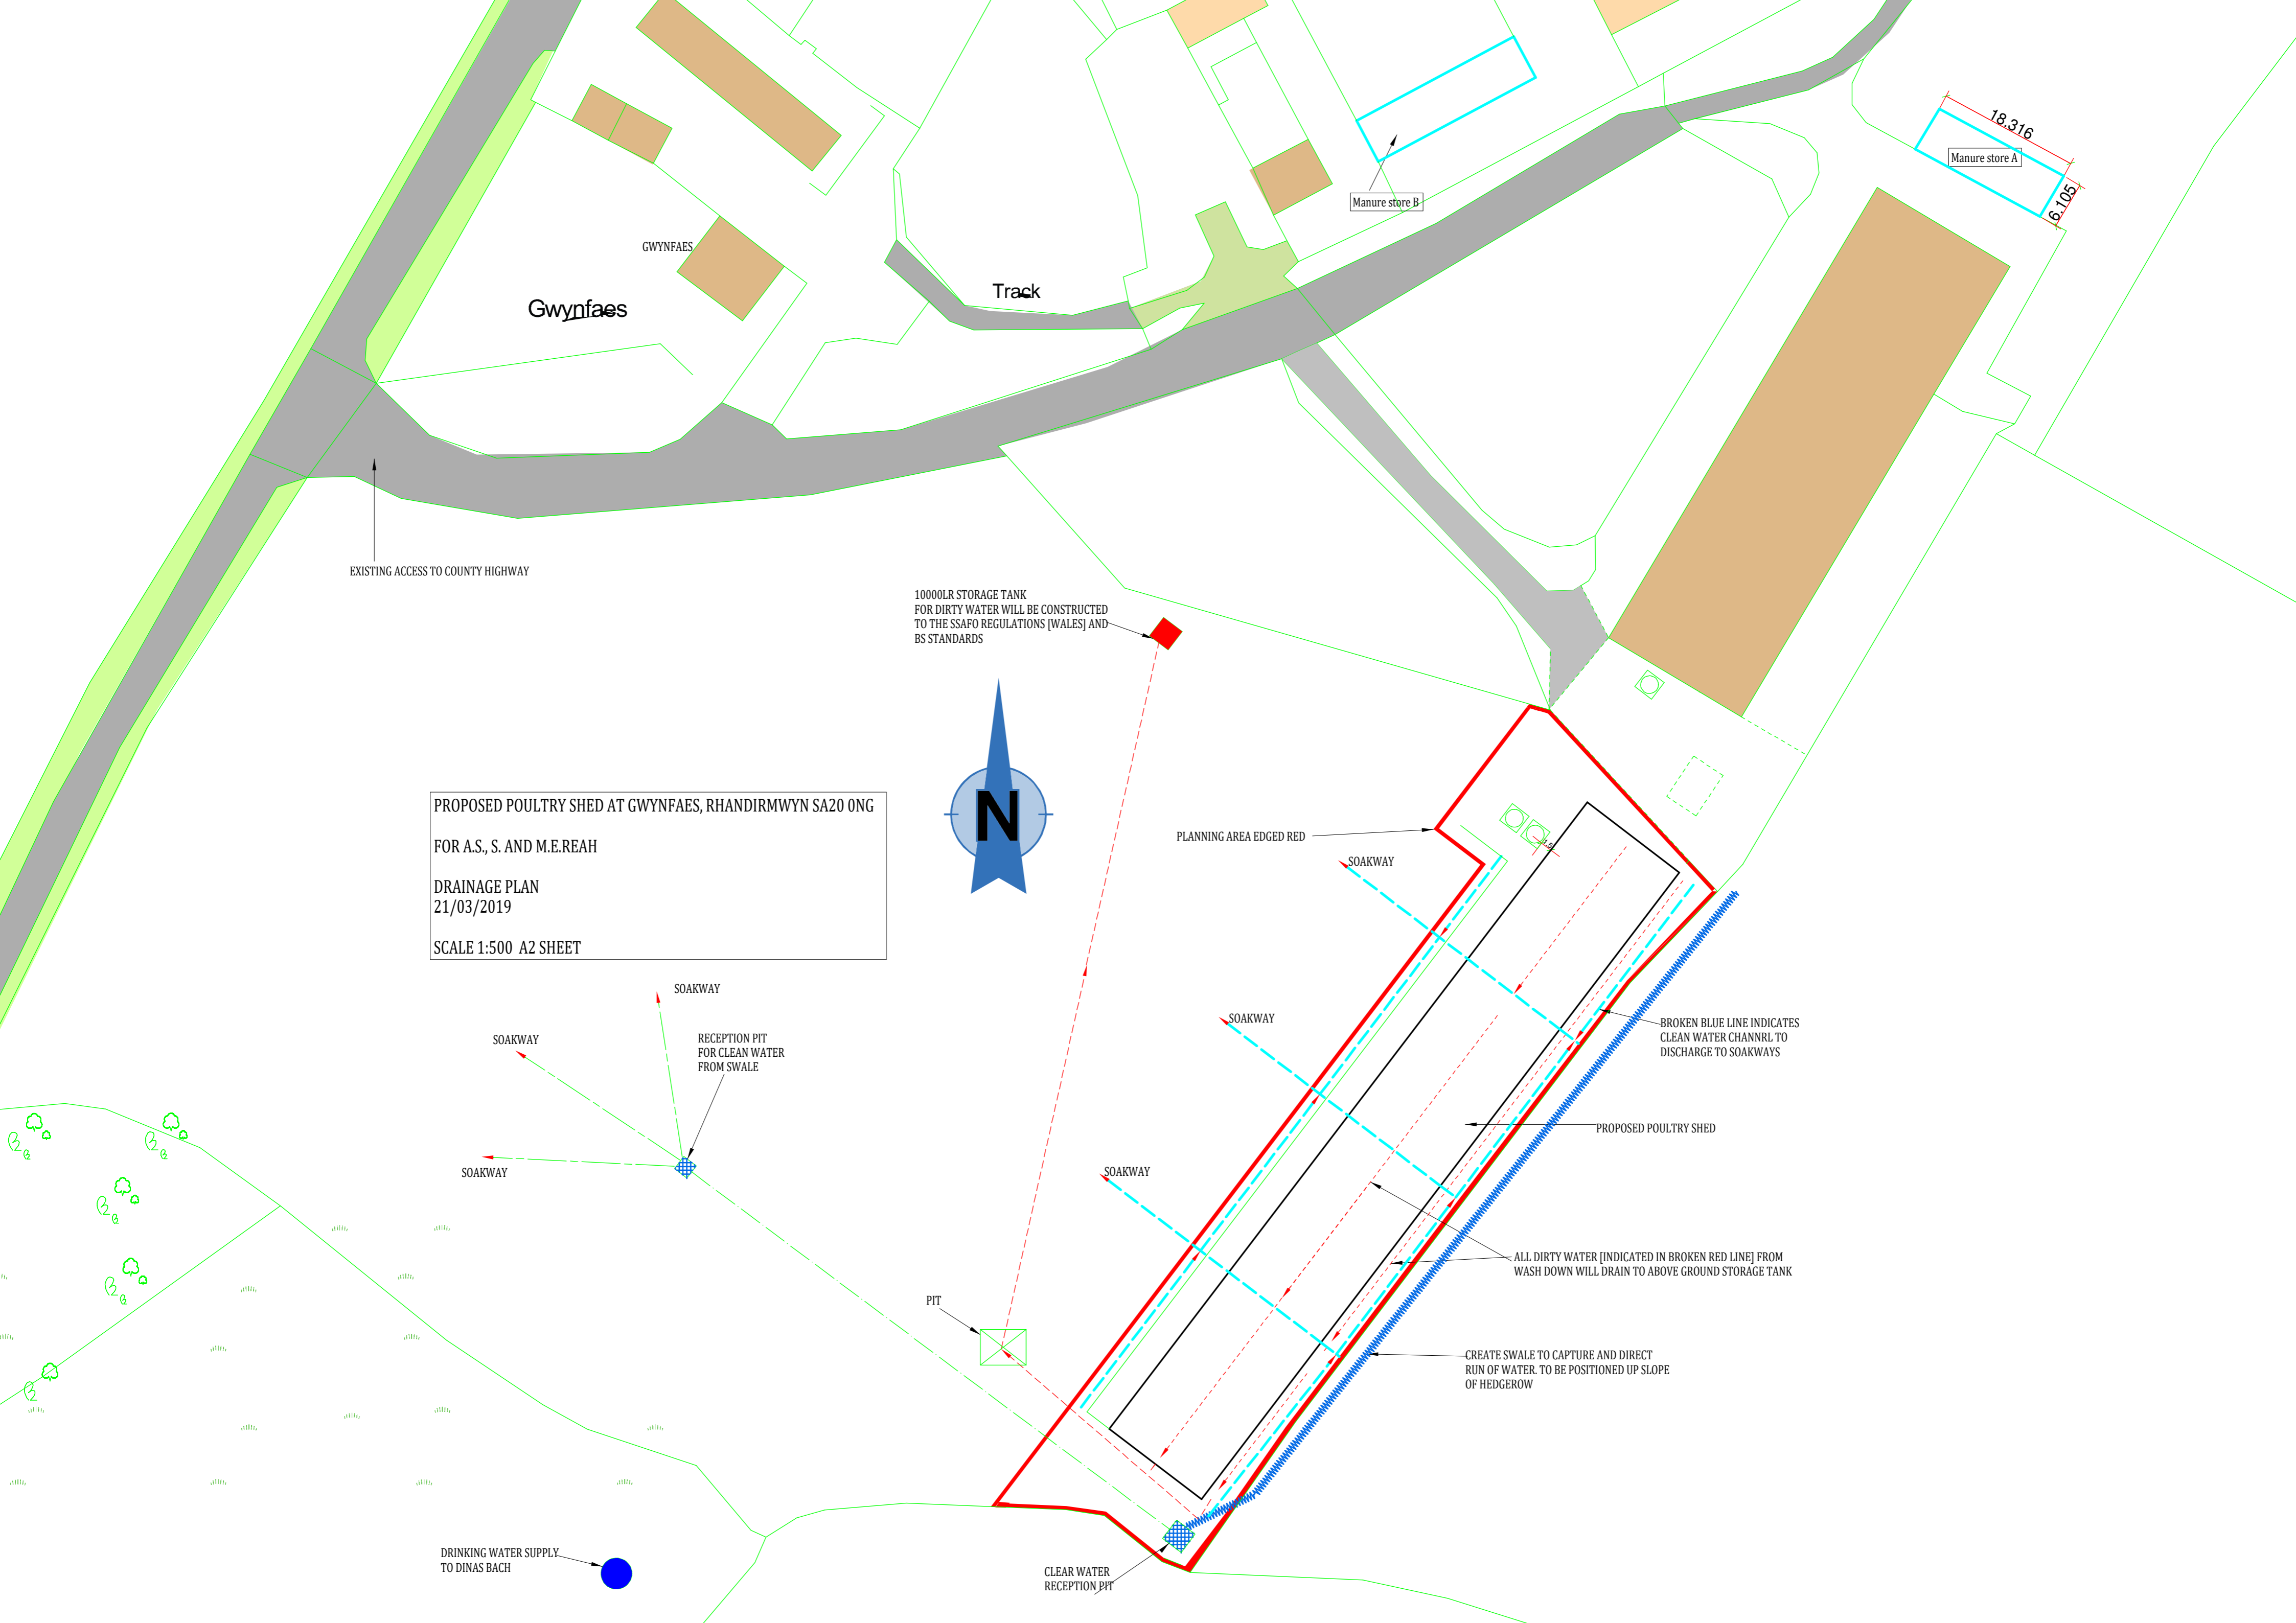 18.316
Manure store A
6.105
Manure store B
GWYNFAES
Gwynfaes
Track
EXISTING ACCESS TO COUNTY HIGHWAY
10000LR STORAGE TANK
FOR DIRTY WATER WILL BE CONSTRUCTED
TO THE SSAFO REGULATIONS [WALES] AND
BS STANDARDS
N
PROPOSED POULTRY SHED AT GWYNFAES, RHANDIRMWYN SA20 0NG
FOR A.S., S. AND M.E.REAH
DRAINAGE PLAN
21/03/2019
SCALE 1:500 A2 SHEET
PLANNING AREA EDGED RED
1.5
SOAKWAY
SOAKWAY
SOAKWAY
SOAKWAY
SOAKWAY
SOAKWAY
RECEPTION PIT
FOR CLEAN WATER
FROM SWALE
BROKEN BLUE LINE INDICATES
CLEAN WATER CHANNRL TO
DISCHARGE TO SOAKWAYS
PROPOSED POULTRY SHED
ALL DIRTY WATER [INDICATED IN BROKEN RED LINE] FROM
WASH DOWN WILL DRAIN TO ABOVE GROUND STORAGE TANK
PIT
CREATE SWALE TO CAPTURE AND DIRECT
RUN OF WATER. TO BE POSITIONED UP SLOPE
OF HEDGEROW
DRINKING WATER SUPPLY
TO DINAS BACH
CLEAR WATER
RECEPTION PIT